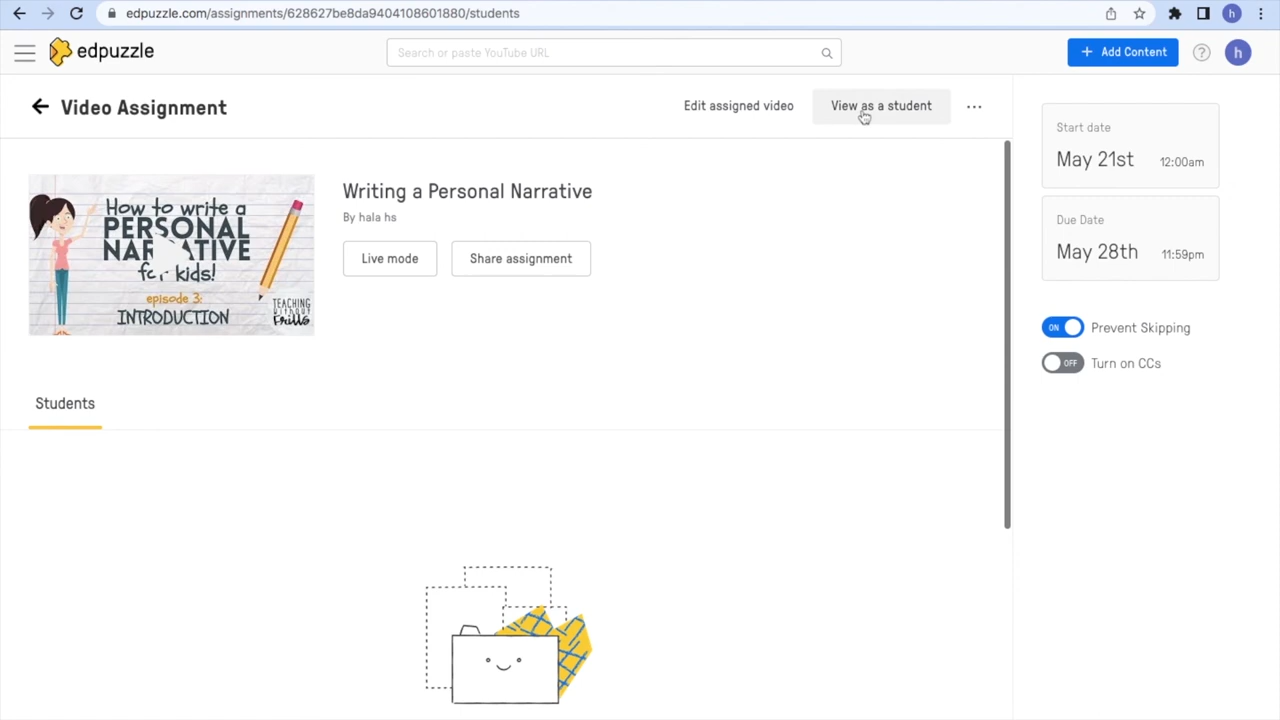 edpuzzle.com/assignments/628627be8da9404108601880/students
h
edpuzzle
Search or paste YouTube URL
+ Add Content
?
h
Video Assignment
Edit assigned video
View as a student
...
Start date
May 21st 12:00am
Due Date
May 28th 11:59pm
ON Prevent Skipping
OFF Turn on CCs
How to write a
PERSONAL
NARRATIVE
for kids!
episode 3:
INTRODUCTION
TEACHING
WITHOUT
Frills
Writing a Personal Narrative
By hala hs
Live mode
Share assignment
Students